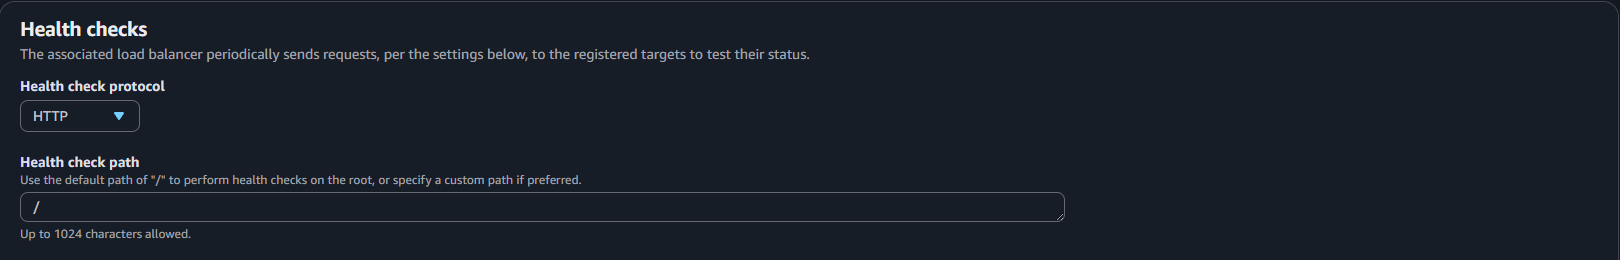 Health checks
The associated load balancer periodically sends requests, per the settings below, to the registered targets to test their status.
Health check protocol
HTTP
Health check path
Use the default path of "/" to perform health checks on the root, or specify a custom path if preferred.
/
Up to 1024 characters allowed.